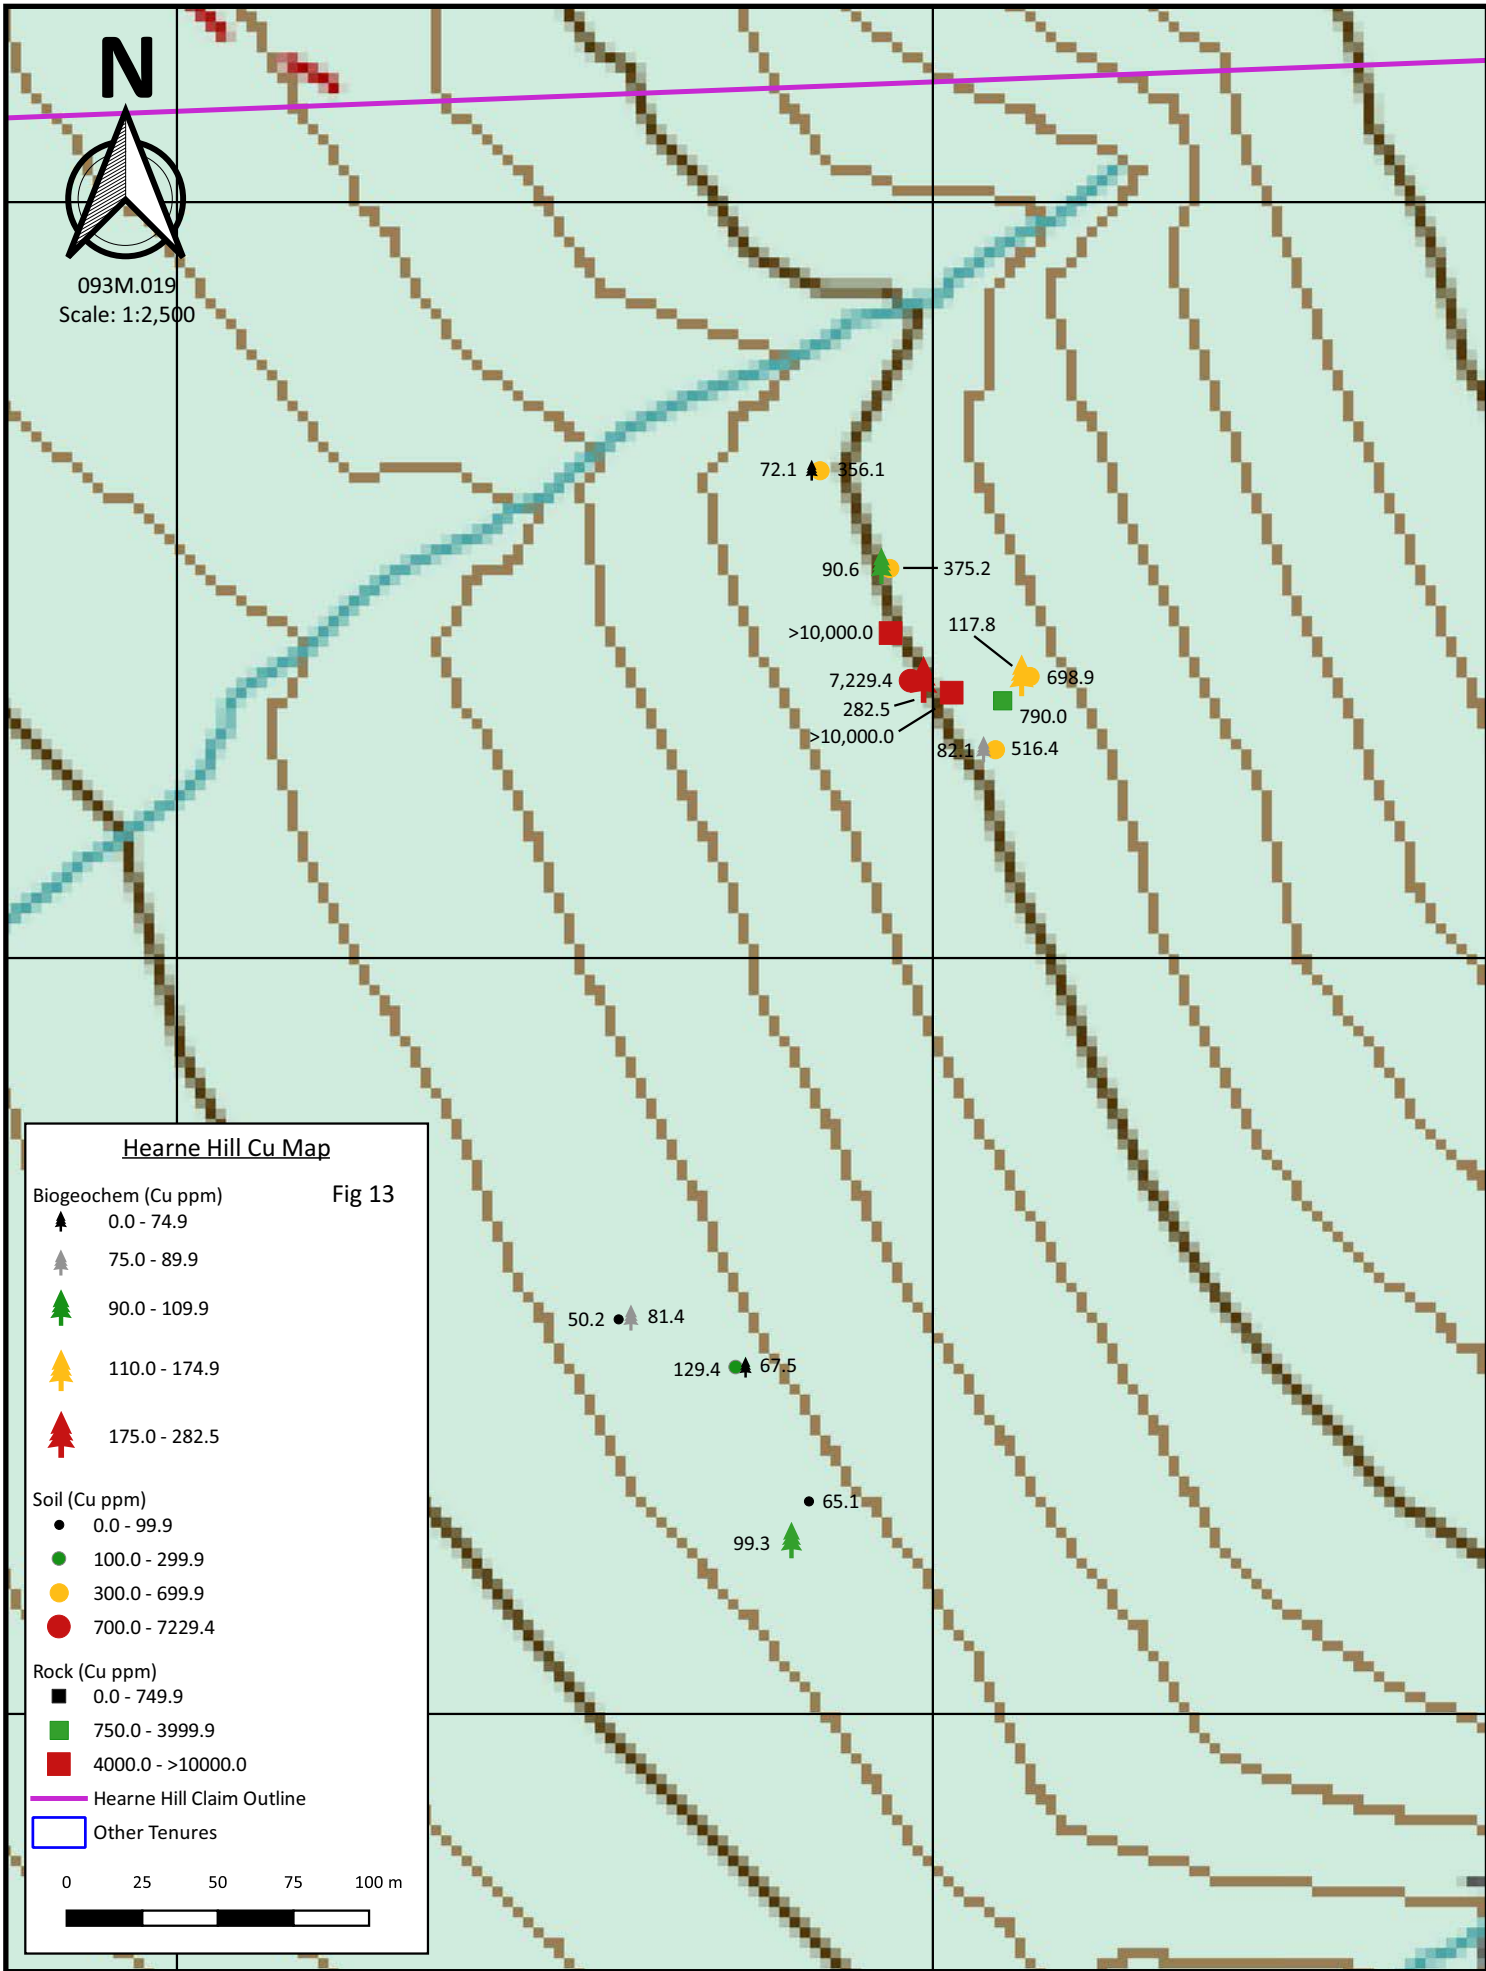 N
093M.019
Scale: 1:2,500
72.1
356.1
90.6
375.2
>10,000.0
117.8
7,229.4
698.9
282.5
790.0
>10,000.0
82.1
516.4
50.2
81.4
129.4
67.5
65.1
99.3
Hearne Hill Cu Map
Fig 13
Biogeochem (Cu ppm)
0.0 - 74.9
75.0 - 89.9
90.0 - 109.9
110.0 - 174.9
175.0 - 282.5
Soil (Cu ppm)
0.0 - 99.9
100.0 - 299.9
300.0 - 699.9
700.0 - 7229.4
Rock (Cu ppm)
0.0 - 749.9
750.0 - 3999.9
4000.0 - >10000.0
Hearne Hill Claim Outline
Other Tenures
0 25 50 75 100 m